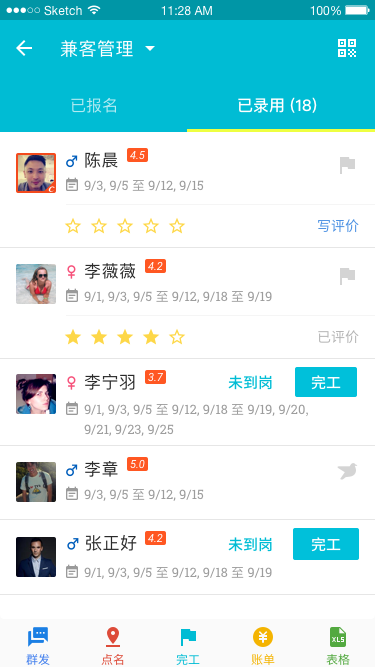 Sketch 11:28 AM 100%
兼客管理
已报名 已录用 (18)
陈晨 4.5
9/3, 9/5 至 9/12, 9/15
写评价
李薇薇 4.2
9/1, 9/3, 9/5 至 9/12, 9/18 至 9/19
已评价
李宁羽 3.7 未到岗 完工
9/1, 9/3, 9/5 至 9/12, 9/18 至 9/19, 9/20,
9/21, 9/23, 9/25
李章 5.0
9/3, 9/5 至 9/12, 9/15
张正好 4.2 未到岗 完工
9/1, 9/3, 9/5 至 9/12, 9/18 至 9/19
XLS
群发 点名 完工 账单 表格